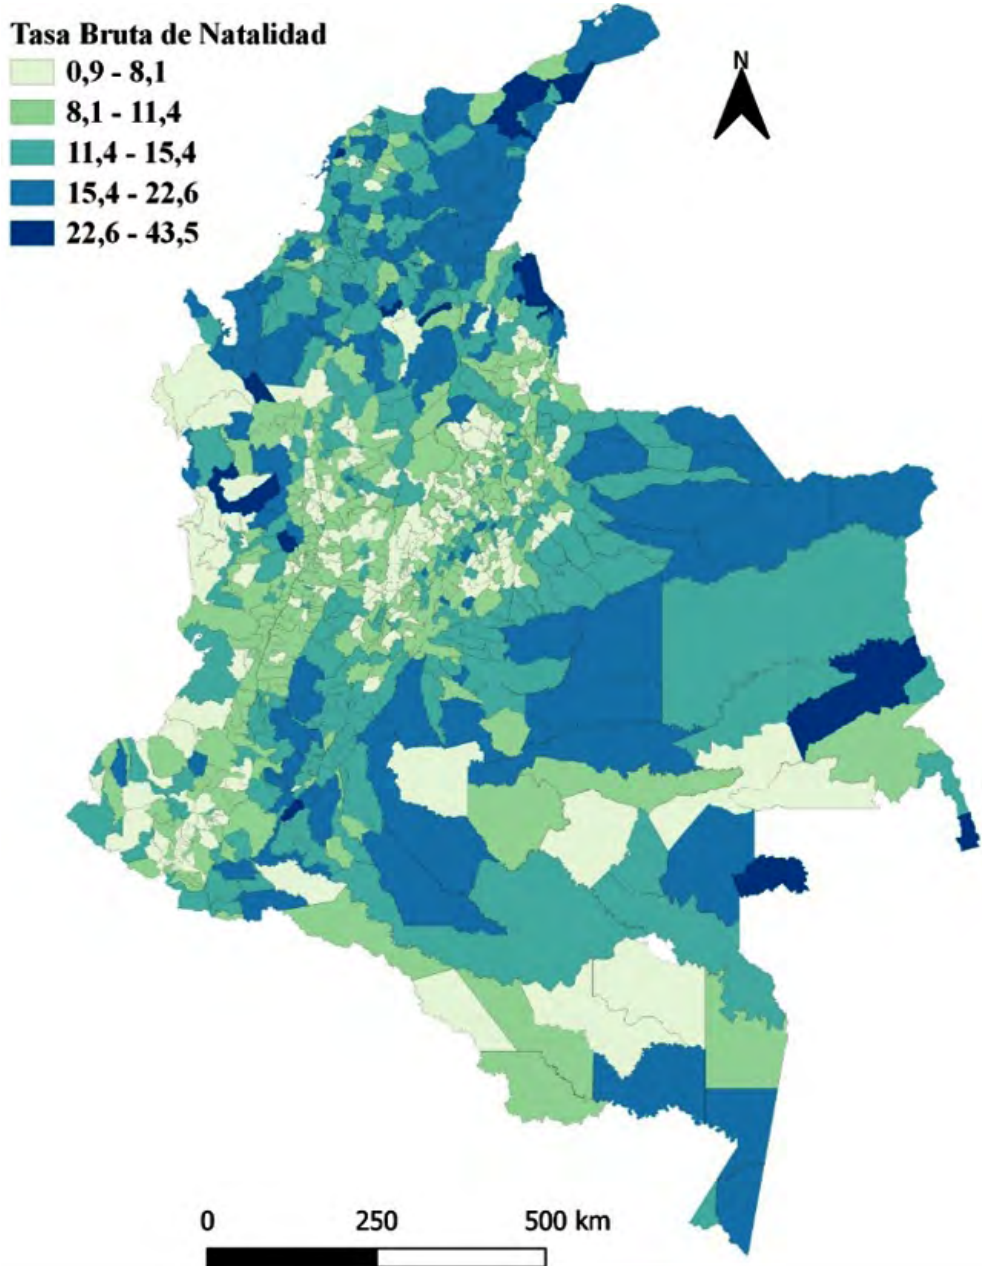 Tasa Bruta de Natalidad
0,9 - 8,1
8,1 - 11,4
11,4 - 15,4
15,4 - 22,6
22,6 - 43,5
N
0 250 500 km